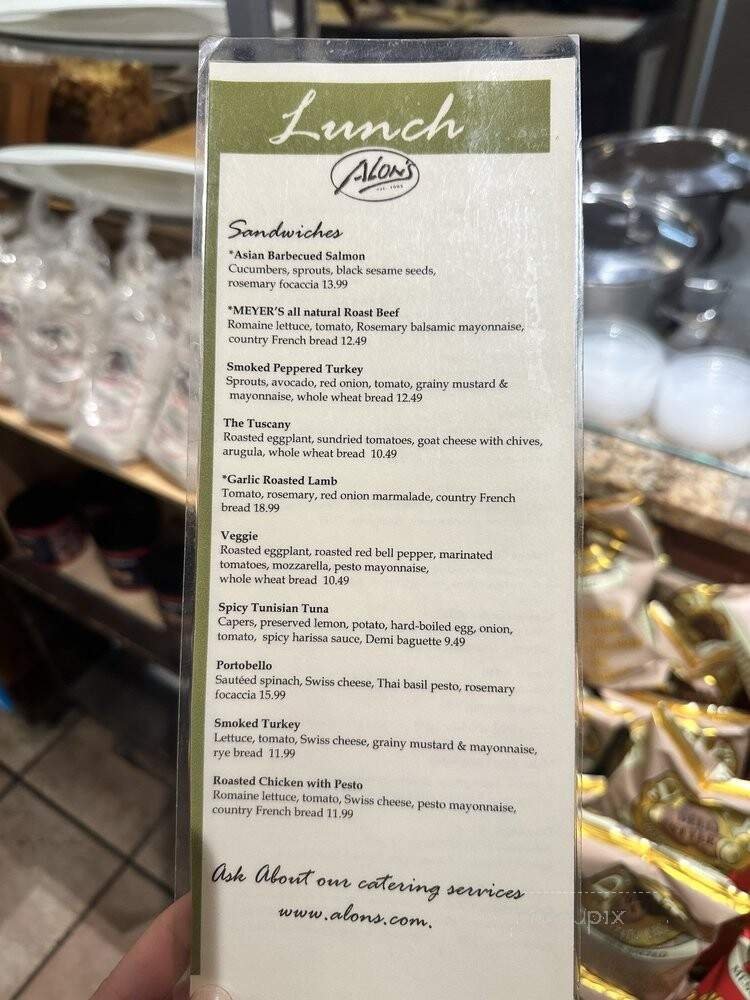 Lunch
ALON'S
EST. 1992
Sandwiches
*Asian Barbecued Salmon
Cucumbers, sprouts, black sesame seeds,
rosemary focaccia 13.99
*MEYER'S all natural Roast Beef
Romaine lettuce, tomato, Rosemary balsamic mayonnaise,
country French bread 12.49
Smoked Peppered Turkey
Sprouts, avocado, red onion, tomato, grainy mustard &
mayonnaise, whole wheat bread 12.49
The Tuscany
Roasted eggplant, sundried tomatoes, goat cheese with chives,
arugula, whole wheat bread 10.49
*Garlic Roasted Lamb
Tomato, rosemary, red onion marmalade, country French
bread 18.99
Veggie
Roasted eggplant, roasted red bell pepper, marinated
tomatoes, mozzarella, pesto mayonnaise,
whole wheat bread 10.49
Spicy Tunisian Tuna
Capers, preserved lemon, potato, hard-boiled egg, onion,
tomato, spicy harissa sauce, Demi baguette 9.49
Portobello
Sautéed spinach, Swiss cheese, Thai basil pesto, rosemary
focaccia 15.99
Smoked Turkey
Lettuce, tomato, Swiss cheese, grainy mustard & mayonnaise,
rye bread 11.99
Roasted Chicken with Pesto
Romaine lettuce, tomato, Swiss cheese, pesto mayonnaise,
country French bread 11.99
Ask About our catering services
www.alons.com.